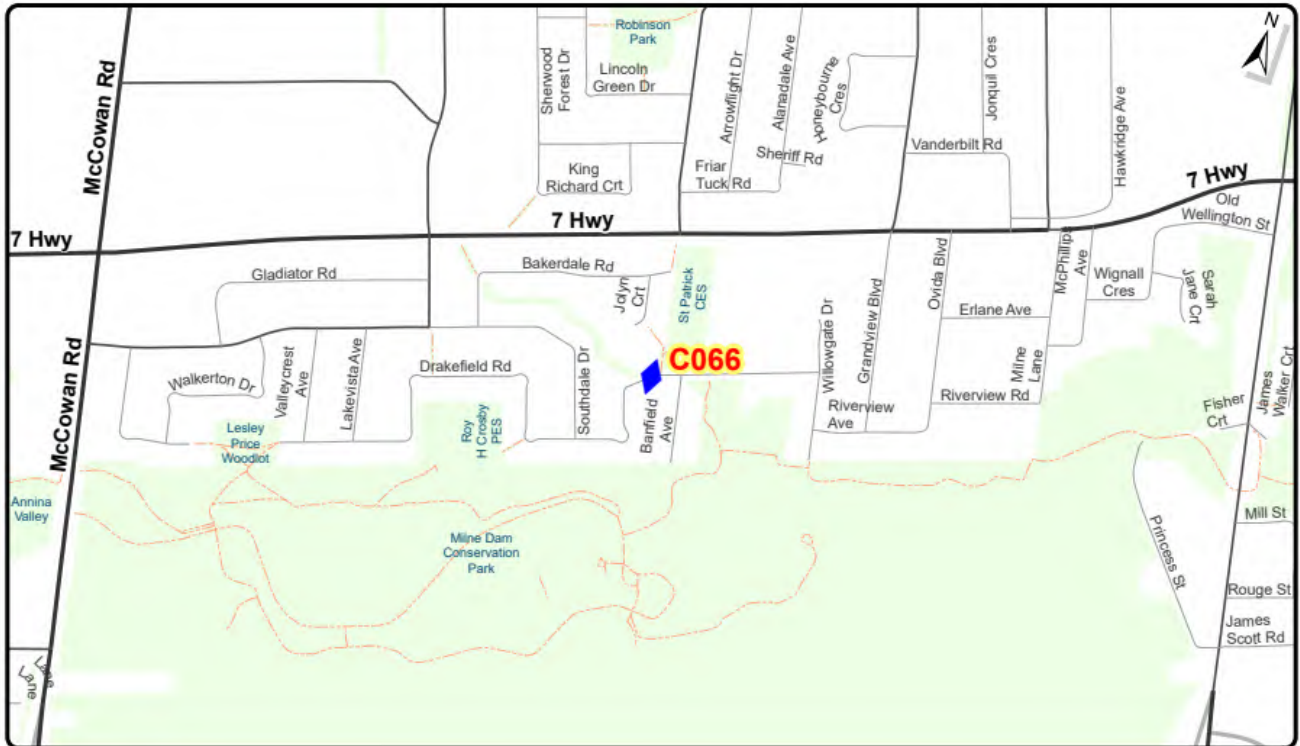 Robinson
Park
N
McCowan Rd
Sherwood
Forest Dr
Lincoln
Green Dr
Arrowflight Dr
Alanadale Ave
Honeybourne
Cres
Jonquil Cres
Hawkridge Ave
Vanderbilt Rd
Sheriff Rd
King
Richard Crt
Friar
Tuck Rd
7 Hwy
7 Hwy
7 Hwy
Old
Wellington St
Gladiator Rd
Bakerdale Rd
Jolyn
Crt
St Patrick
CES
Willowgate Dr
Grandview Blvd
Ovida Blvd
McPhillips
Ave
Wignall
Cres
Sarah
Jane Crt
Erlane Ave
Milne
Lane
C066
McCowan Rd
Walkerton Dr
Valleycrest
Ave
Lakevista Ave
Drakefield Rd
Southdale Dr
Banfield
Ave
Riverview
Ave
Riverview Rd
James
Walker Crt
Fisher
Crt
Lesley
Price
Woodlot
Roy
H Crosby
PES
Annina
Valley
Milne Dam
Conservation
Park
Princess St
Mill St
Rouge St
James
Scott Rd
Lane
Lane